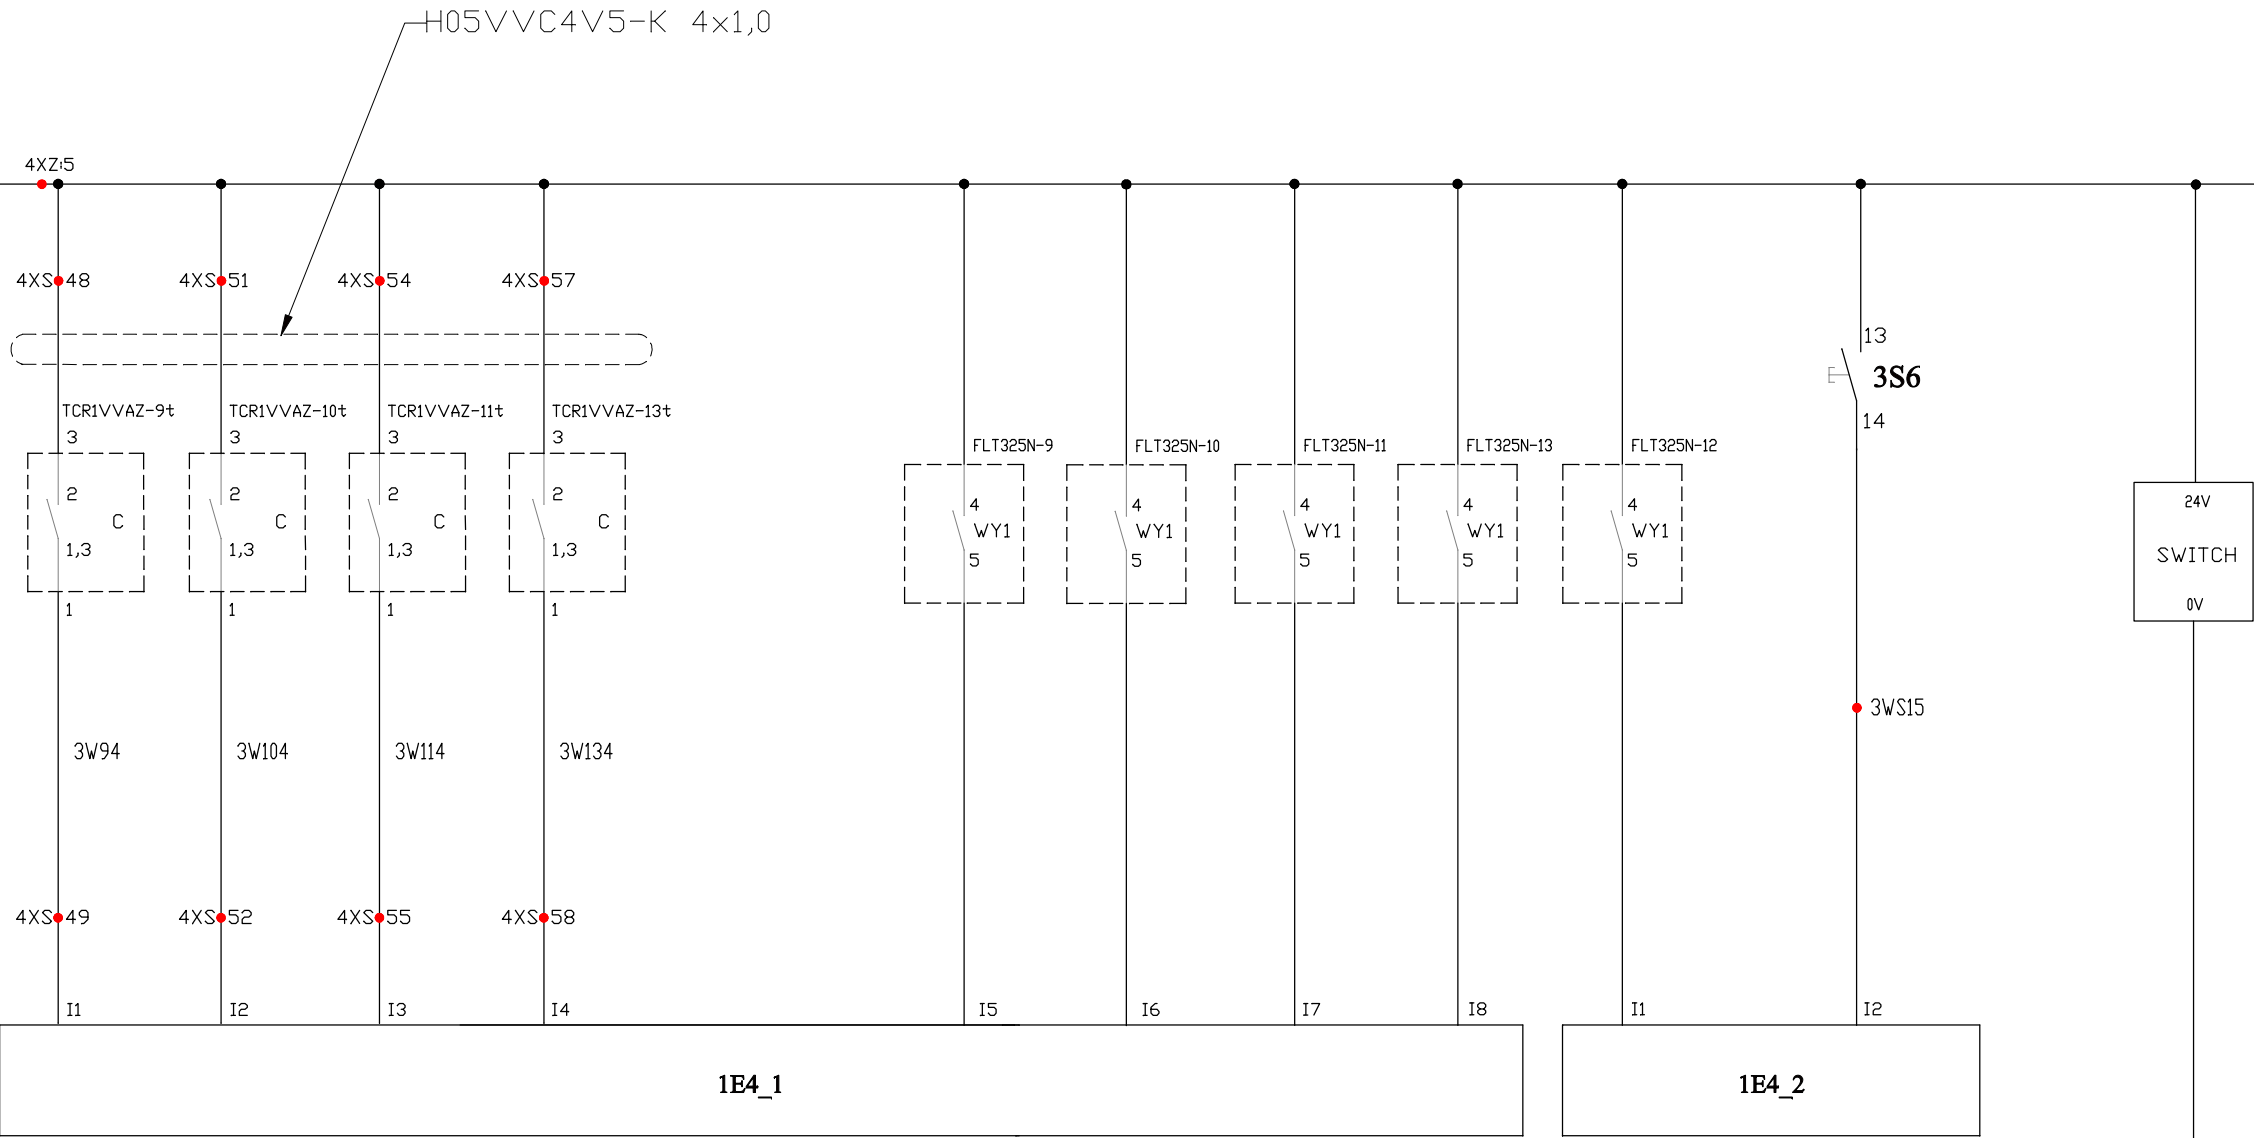 H05VVC4V5-K 4x1,0
4XZ:5
4XS 48 4XS 51 4XS 54 4XS 57
13
3S6
14
TCR1VVAZ-9t TCR1VVAZ-10t TCR1VVAZ-11t TCR1VVAZ-13t
3 3 3 3
FLT325N-9 FLT325N-10 FLT325N-11 FLT325N-13 FLT325N-12
2 2 2 2
4 4 4 4 4
24V
C C C C
WY1 WY1 WY1 WY1 WY1
1,3 1,3 1,3 1,3
5 5 5 5 5
SWITCH
0V
1 1 1 1
3WS15
3W94 3W104 3W114 3W134
4XS 49 4XS 52 4XS 55 4XS 58
I1 I2 I3 I4 I5 I6 I7 I8 I1 I2
1E4_1 1E4_2